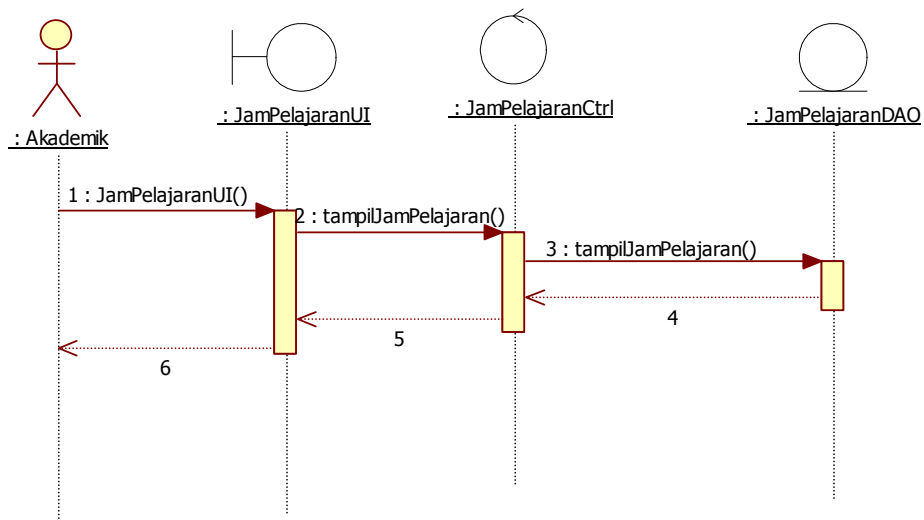 : Akademik
: JamPelajaranUI
: JamPelajaranCtrl
: JamPelajaranDAO
1 : JamPelajaranUI()
2 : tampilJamPelajaran()
3 : tampilJamPelajaran()
4
5
6